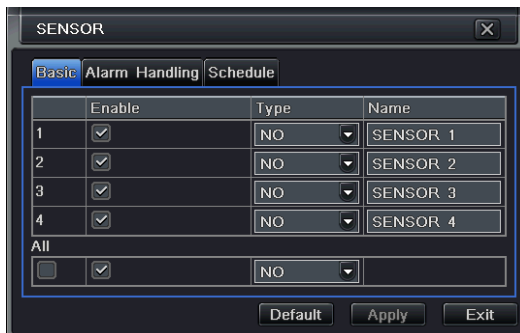 SENSOR
Basic Alarm Handling Schedule
Enable Type Name
1 NO SENSOR 1
2 NO SENSOR 2
3 NO SENSOR 3
4 NO SENSOR 4
All
NO
Default Apply Exit